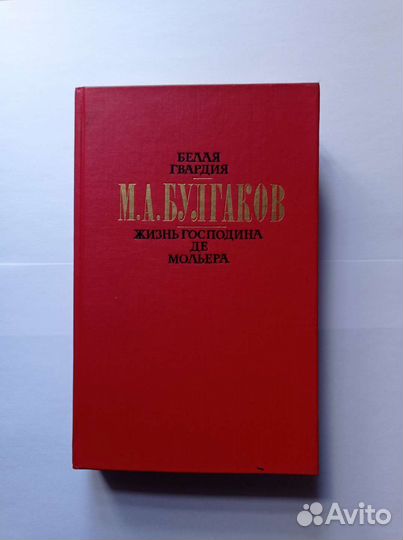 БЕЛАЯ
ГВАРДИЯ
М.А.БУЛГАКОВ
ЖИЗНЬ ГОСПОДИНА
ДЕ
МОЛЬЕРА
Avito